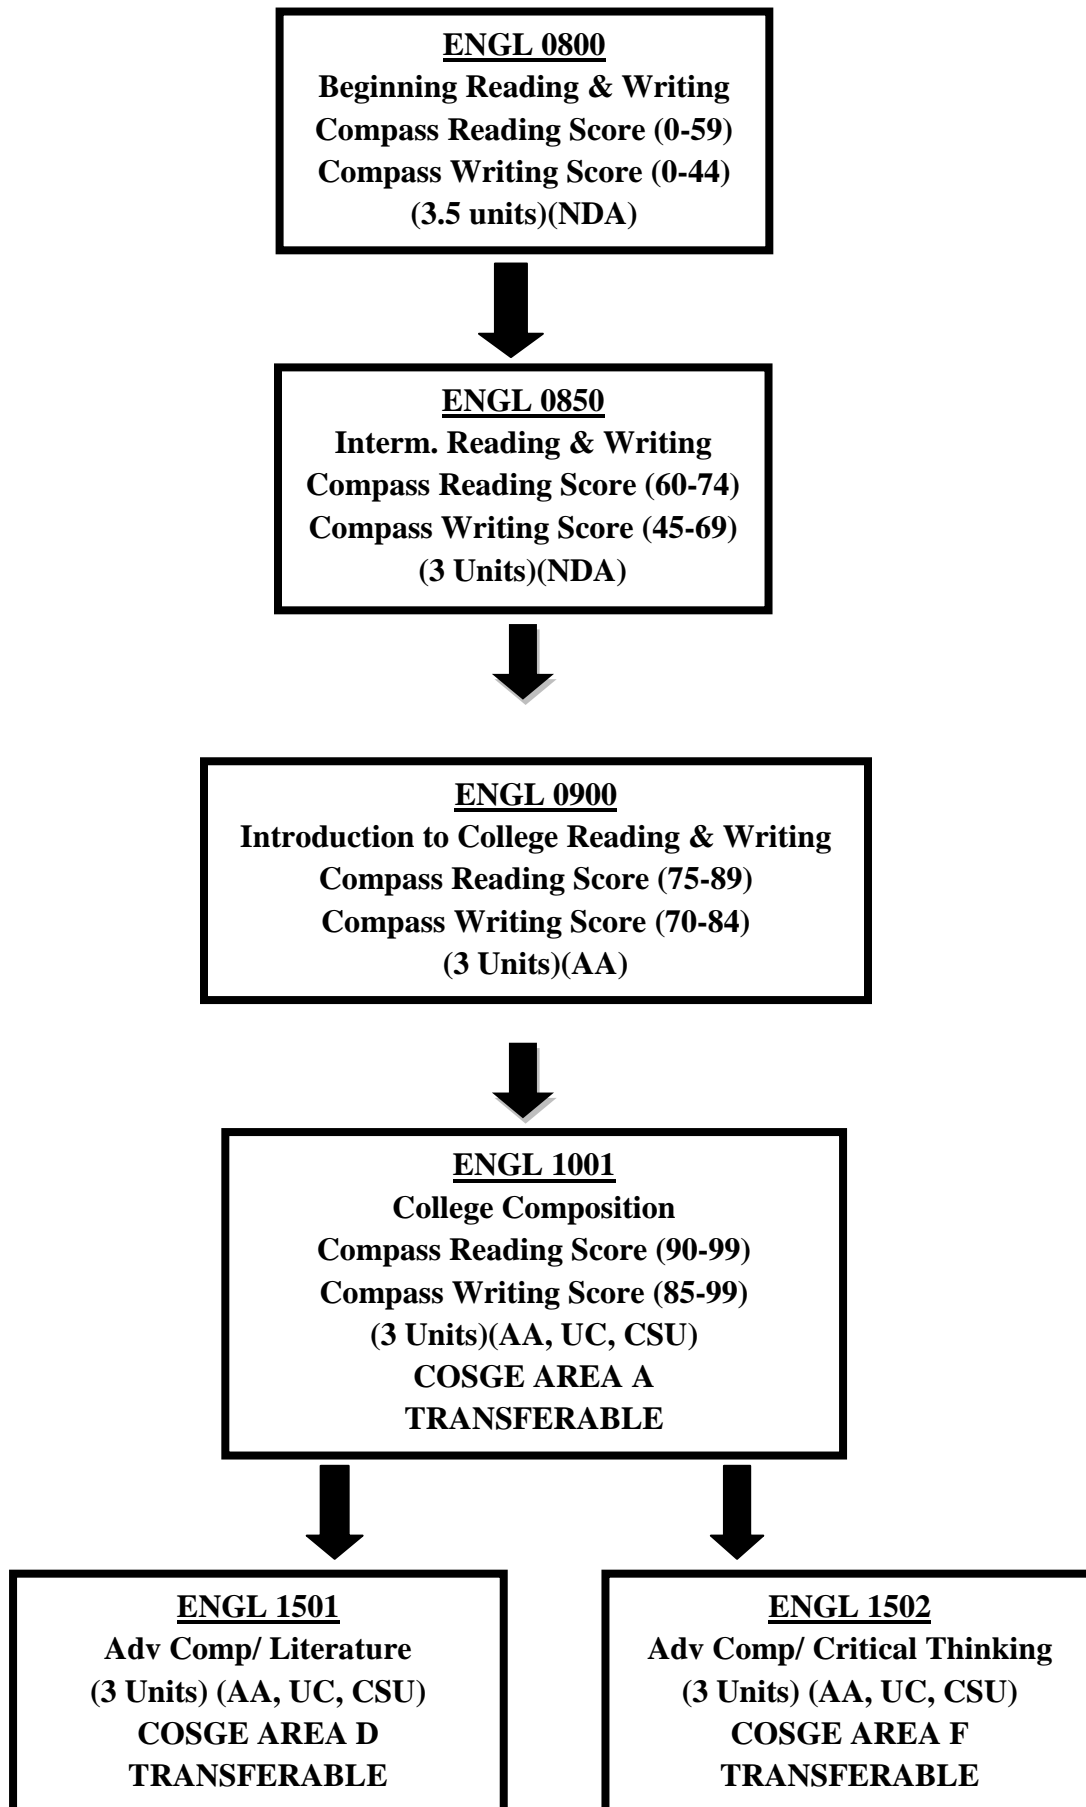 ENGL 0800
Beginning Reading & Writing
Compass Reading Score (0-59)
Compass Writing Score (0-44)
(3.5 units)(NDA)
ENGL 0850
Interm. Reading & Writing
Compass Reading Score (60-74)
Compass Writing Score (45-69)
(3 Units)(NDA)
ENGL 0900
Introduction to College Reading & Writing
Compass Reading Score (75-89)
Compass Writing Score (70-84)
(3 Units)(AA)
ENGL 1001
College Composition
Compass Reading Score (90-99)
Compass Writing Score (85-99)
(3 Units)(AA, UC, CSU)
COSGE AREA A
TRANSFERABLE
ENGL 1501
Adv Comp/ Literature
(3 Units) (AA, UC, CSU)
COSGE AREA D
TRANSFERABLE
ENGL 1502
Adv Comp/ Critical Thinking
(3 Units) (AA, UC, CSU)
COSGE AREA F
TRANSFERABLE